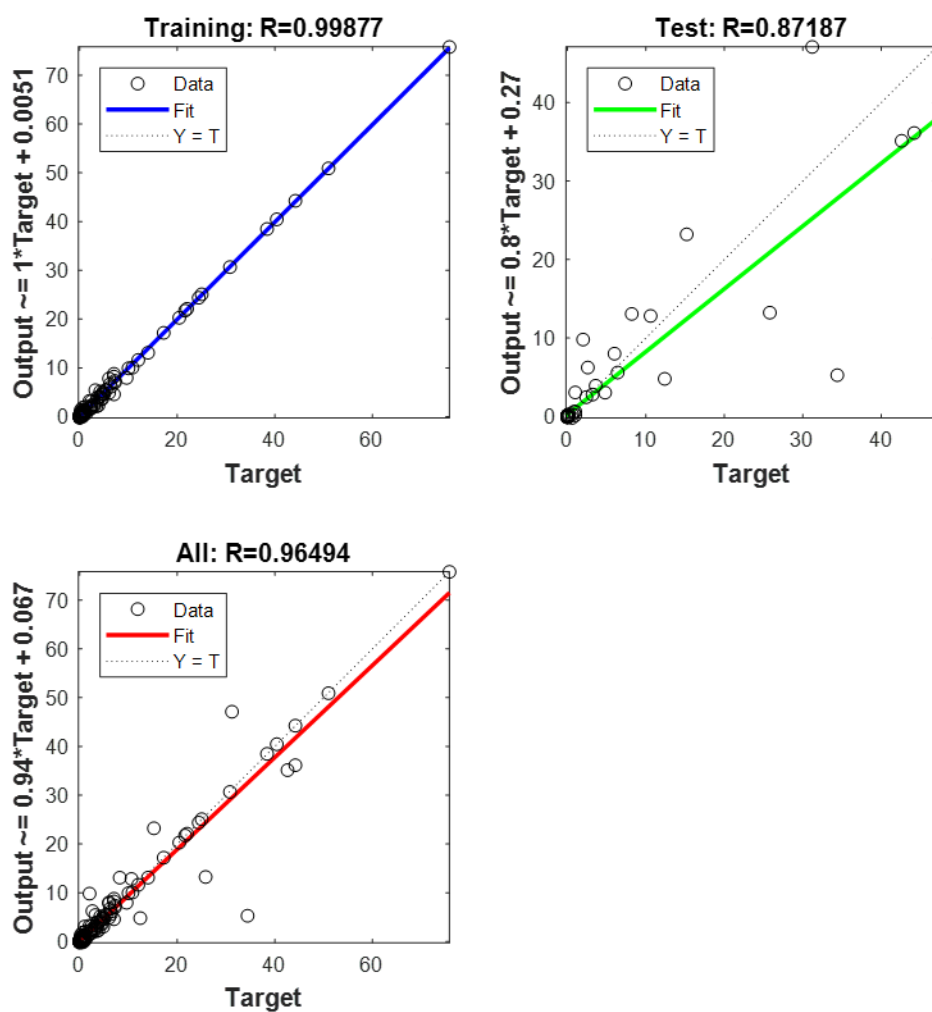 Training: R=0.99877
Output ~= 1*Target + 0.0051
70
60
50
40
30
20
10
0
Data
Fit
Y = T
0 20 40 60
Target
Test: R=0.87187
Output ~= 0.8*Target + 0.27
40
30
20
10
0
Data
Fit
Y = T
0 10 20 30 40
Target
All: R=0.96494
Output ~= 0.94*Target + 0.067
70
60
50
40
30
20
10
0
Data
Fit
Y = T
0 20 40 60
Target